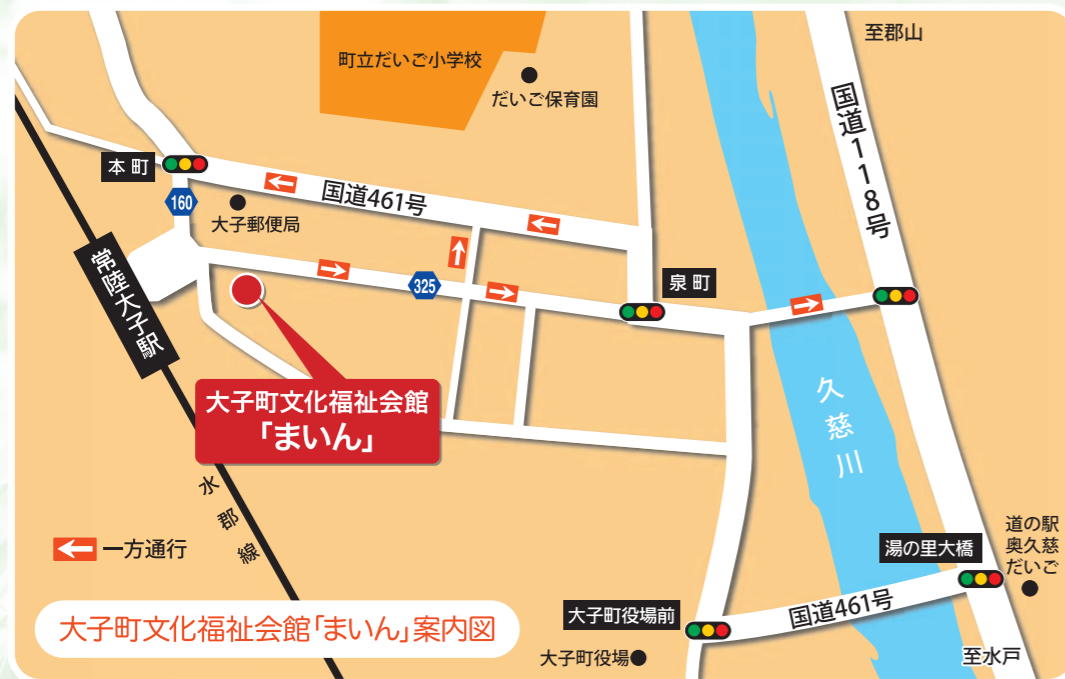 至郡山
町立だいご小学校
だいご保育園
国道118号
本町
160
国道461号
大子郵便局
常陸大子駅
325
泉町
大子町文化福祉会館
「まいん」
久慈川
水郡線
一方通行
道の駅
奥久慈
だいご
湯の里大橋
国道461号
大子町役場前
大子町役場
至水戸
大子町文化福祉会館「まいん」案内図